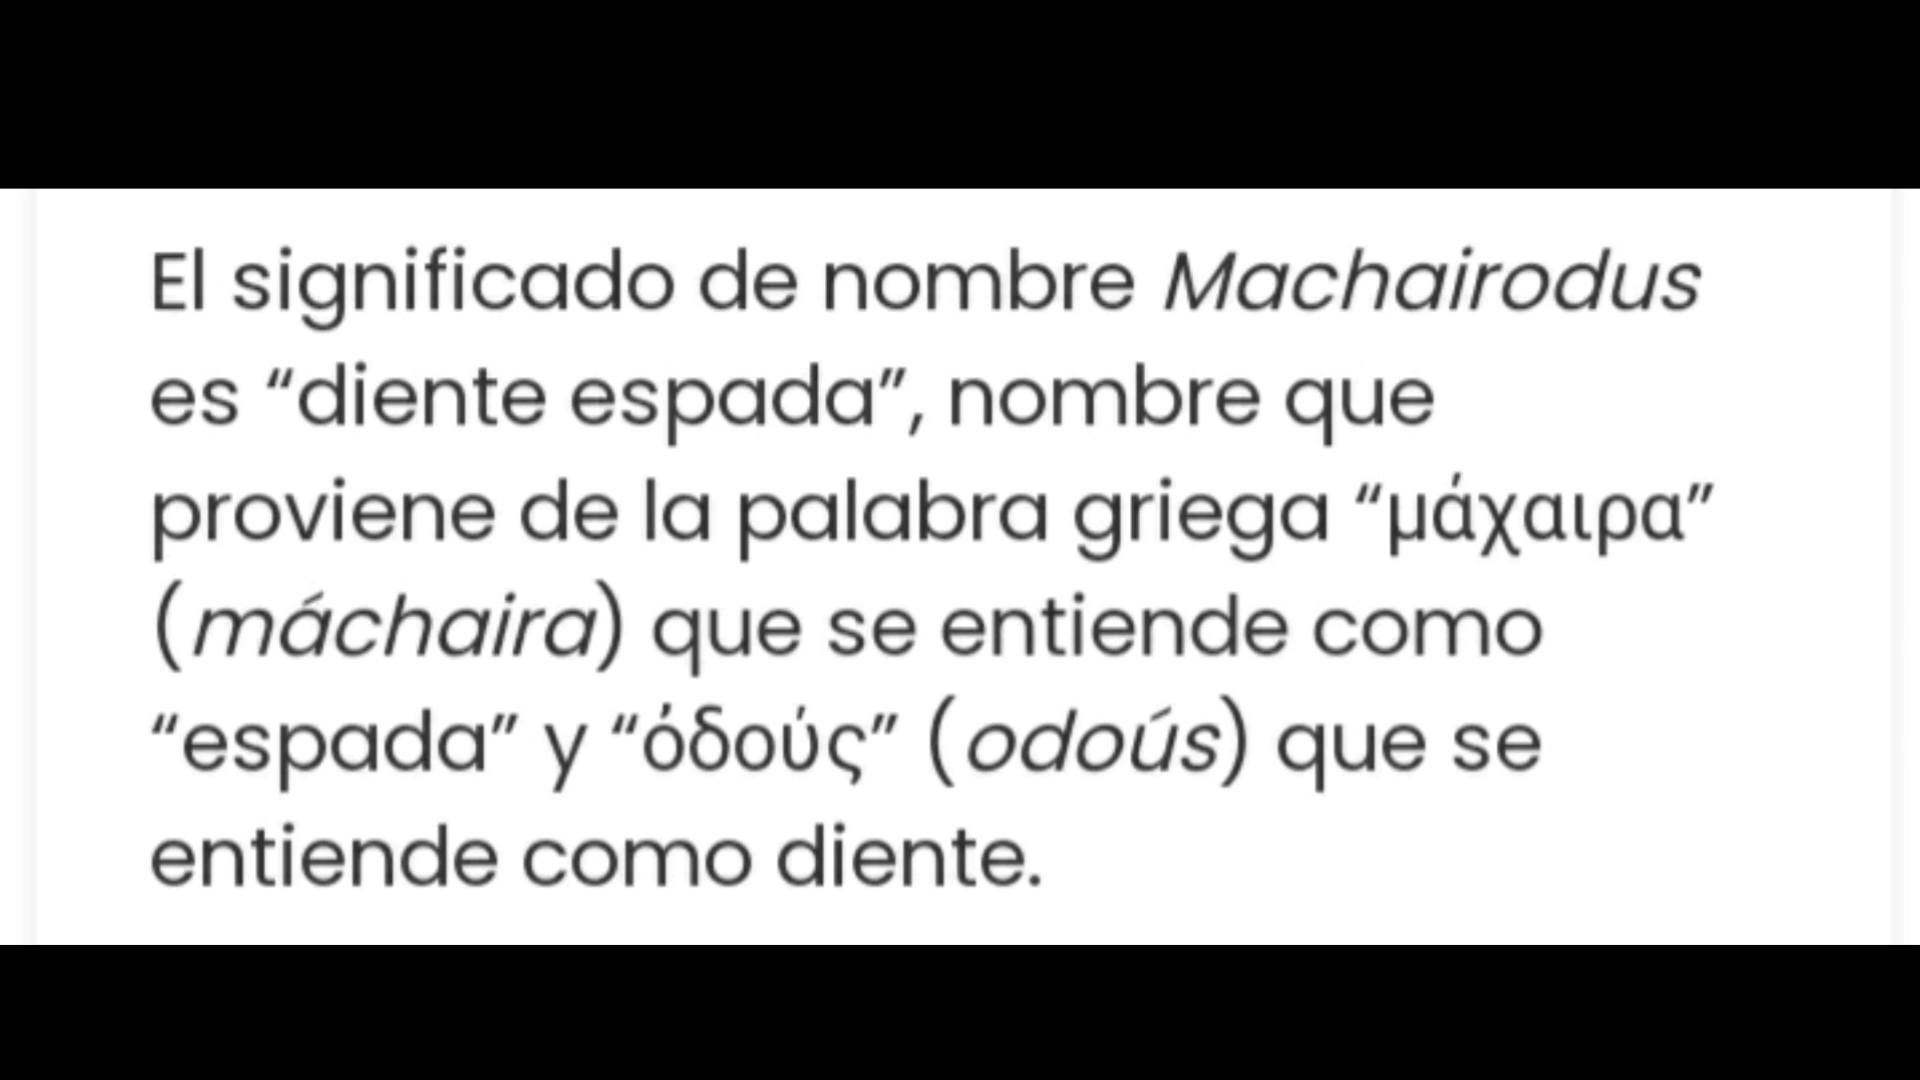 El significado de nombre Machairodus
es “diente espada”, nombre que
proviene de la palabra griega “μάχαιρα”
(máchaira) que se entiende como
“espada” y “ὀδούς” (odoús) que se
entiende como diente.